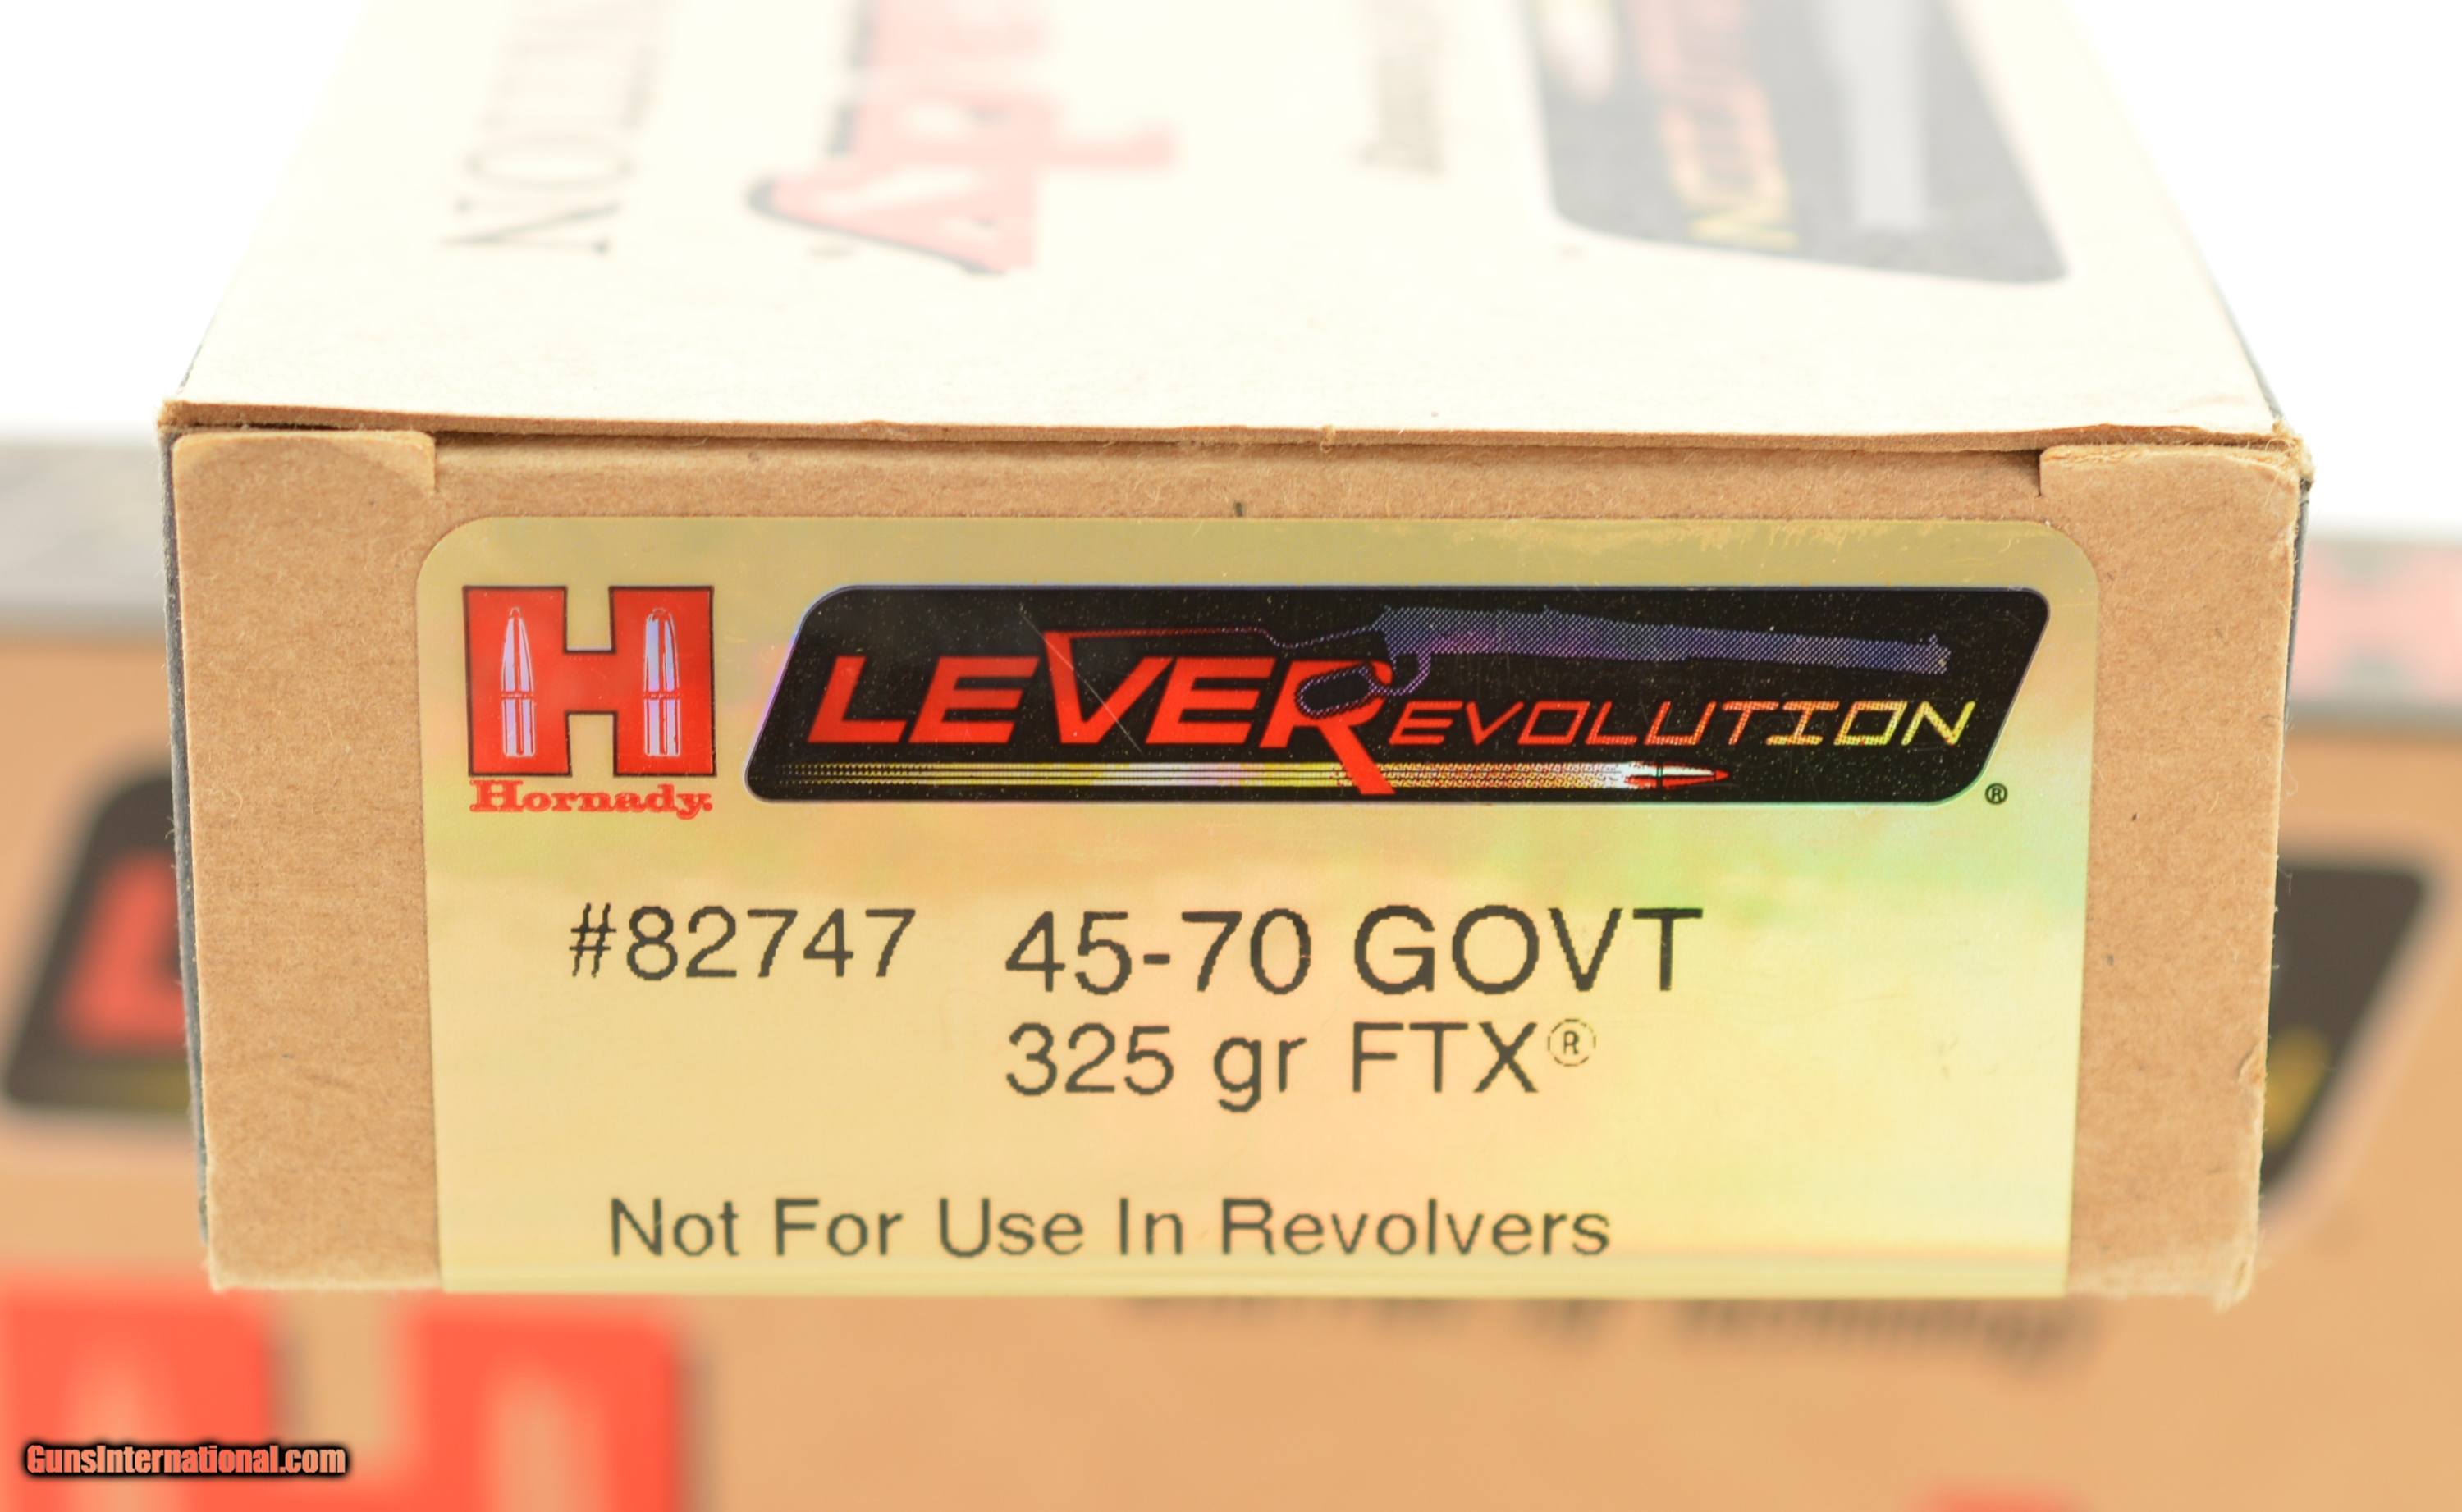 H
Hornady.
LEVEREVOLUTION
®
#82747 45-70 GOVT
325 gr FTX®
Not For Use In Revolvers
GunsInternational.com